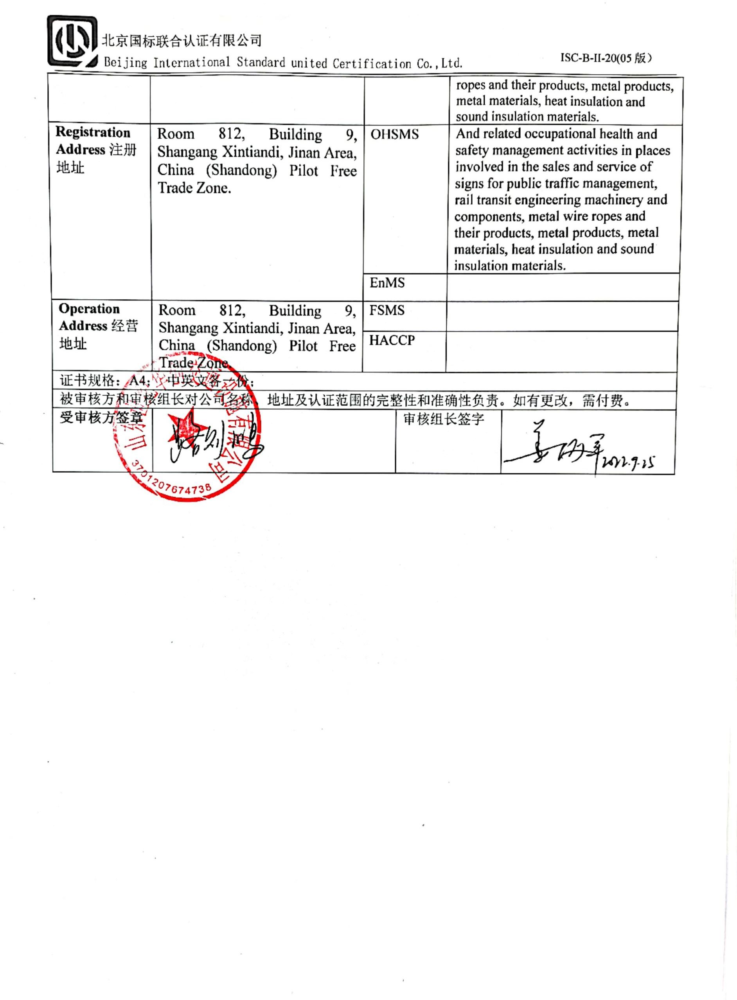 北京国标联合认证有限公司
Beijing International Standard united Certification Co.,Ltd.
ISC-B-II-20(05 版)
ropes and their products, metal products,
metal materials, heat insulation and
sound insulation materials.
Registration
Address 注册
地址
Room 812, Building 9,
Shangang Xintiandi, Jinan Area,
China (Shandong) Pilot Free
Trade Zone.
OHSMS
And related occupational health and
safety management activities in places
involved in the sales and service of
signs for public traffic management,
rail transit engineering machinery and
components, metal wire ropes and
their products, metal products, metal
materials, heat insulation and sound
insulation materials.
EnMS
Operation
Address 经营
地址
Room 812, Building 9,
Shangang Xintiandi, Jinan Area,
China (Shandong) Pilot Free
Trade Zone.
FSMS
HACCP
证书规格：A4； 中英文各一份；
被审核方和审核组长对公司名称、地址及认证范围的完整性和准确性负责。如有更改，需付费。
受审核方签章
审核组长签字
2022.9.25
有限公司
3701207674738